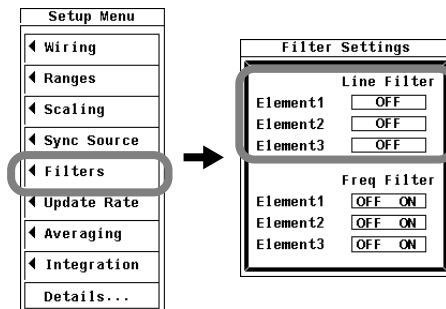 Setup Menu
Wiring
Ranges
Scaling
Sync Source
Filters
Update Rate
Averaging
Integration
Details...
Filter Settings
Line Filter
Element1 OFF
Element2 OFF
Element3 OFF
Freq Filter
Element1 OFF ON
Element2 OFF ON
Element3 OFF ON